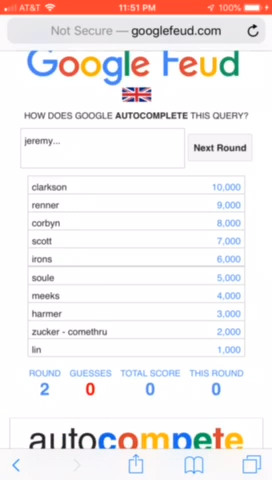 AT&T 11:51 PM 100%
Not Secure — googlefeud.com
Google Feud
HOW DOES GOOGLE AUTOCOMPLETE THIS QUERY?
jeremy...
Next Round
clarkson 10,000
renner 9,000
corbyn 8,000
scott 7,000
irons 6,000
soule 5,000
meeks 4,000
harmer 3,000
zucker - comethru 2,000
lin 1,000
ROUND GUESSES TOTAL SCORE THIS ROUND
2 0 0 0
autocompete